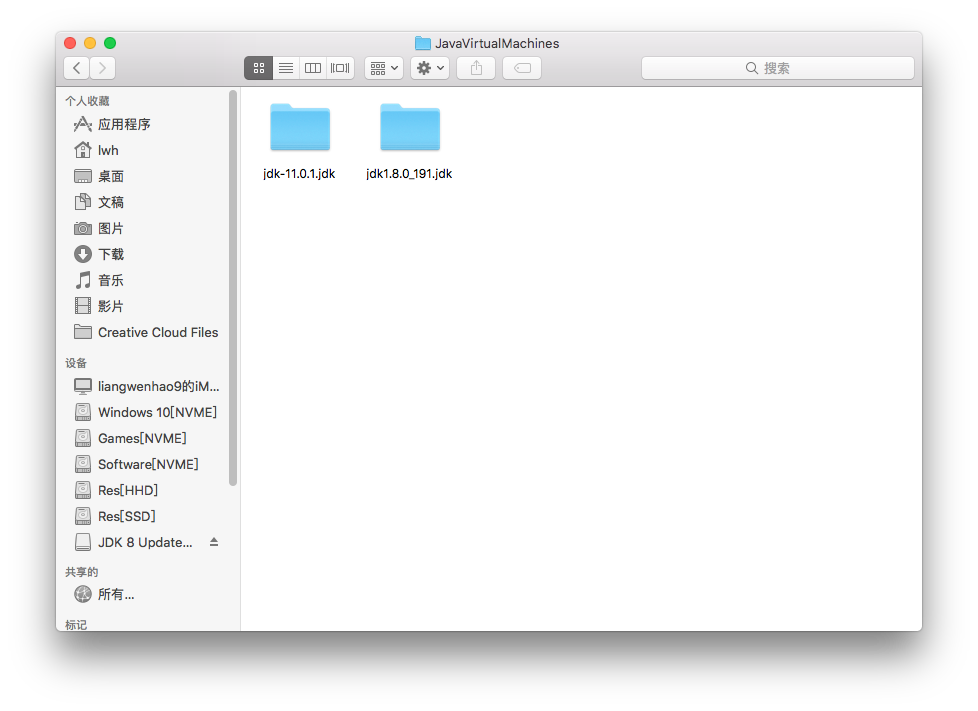 JavaVirtualMachines
搜索
个人收藏
应用程序
lwh
桌面
文稿
图片
下载
音乐
影片
Creative Cloud Files
设备
liangwenhao9的iM...
Windows 10[NVME]
Games[NVME]
Software[NVME]
Res[HHD]
Res[SSD]
JDK 8 Update...
共享的
所有...
标记
jdk-11.0.1.jdk
jdk1.8.0_191.jdk